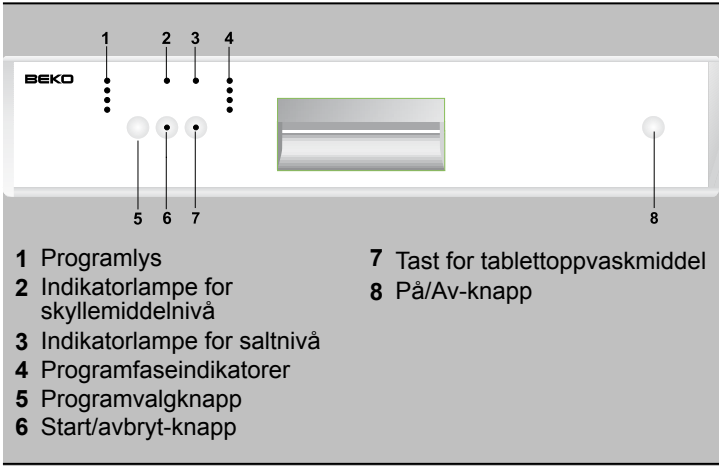 1 2 3 4
BEKO
5 6 7 8
1 Programlys
2 Indikatorlampe for
skyllemiddelnivå
3 Indikatorlampe for saltnivå
4 Programfaseindikatorer
5 Programvalgknapp
6 Start/avbryt-knapp
7 Tast for tablettoppvaskmiddel
8 På/Av-knapp